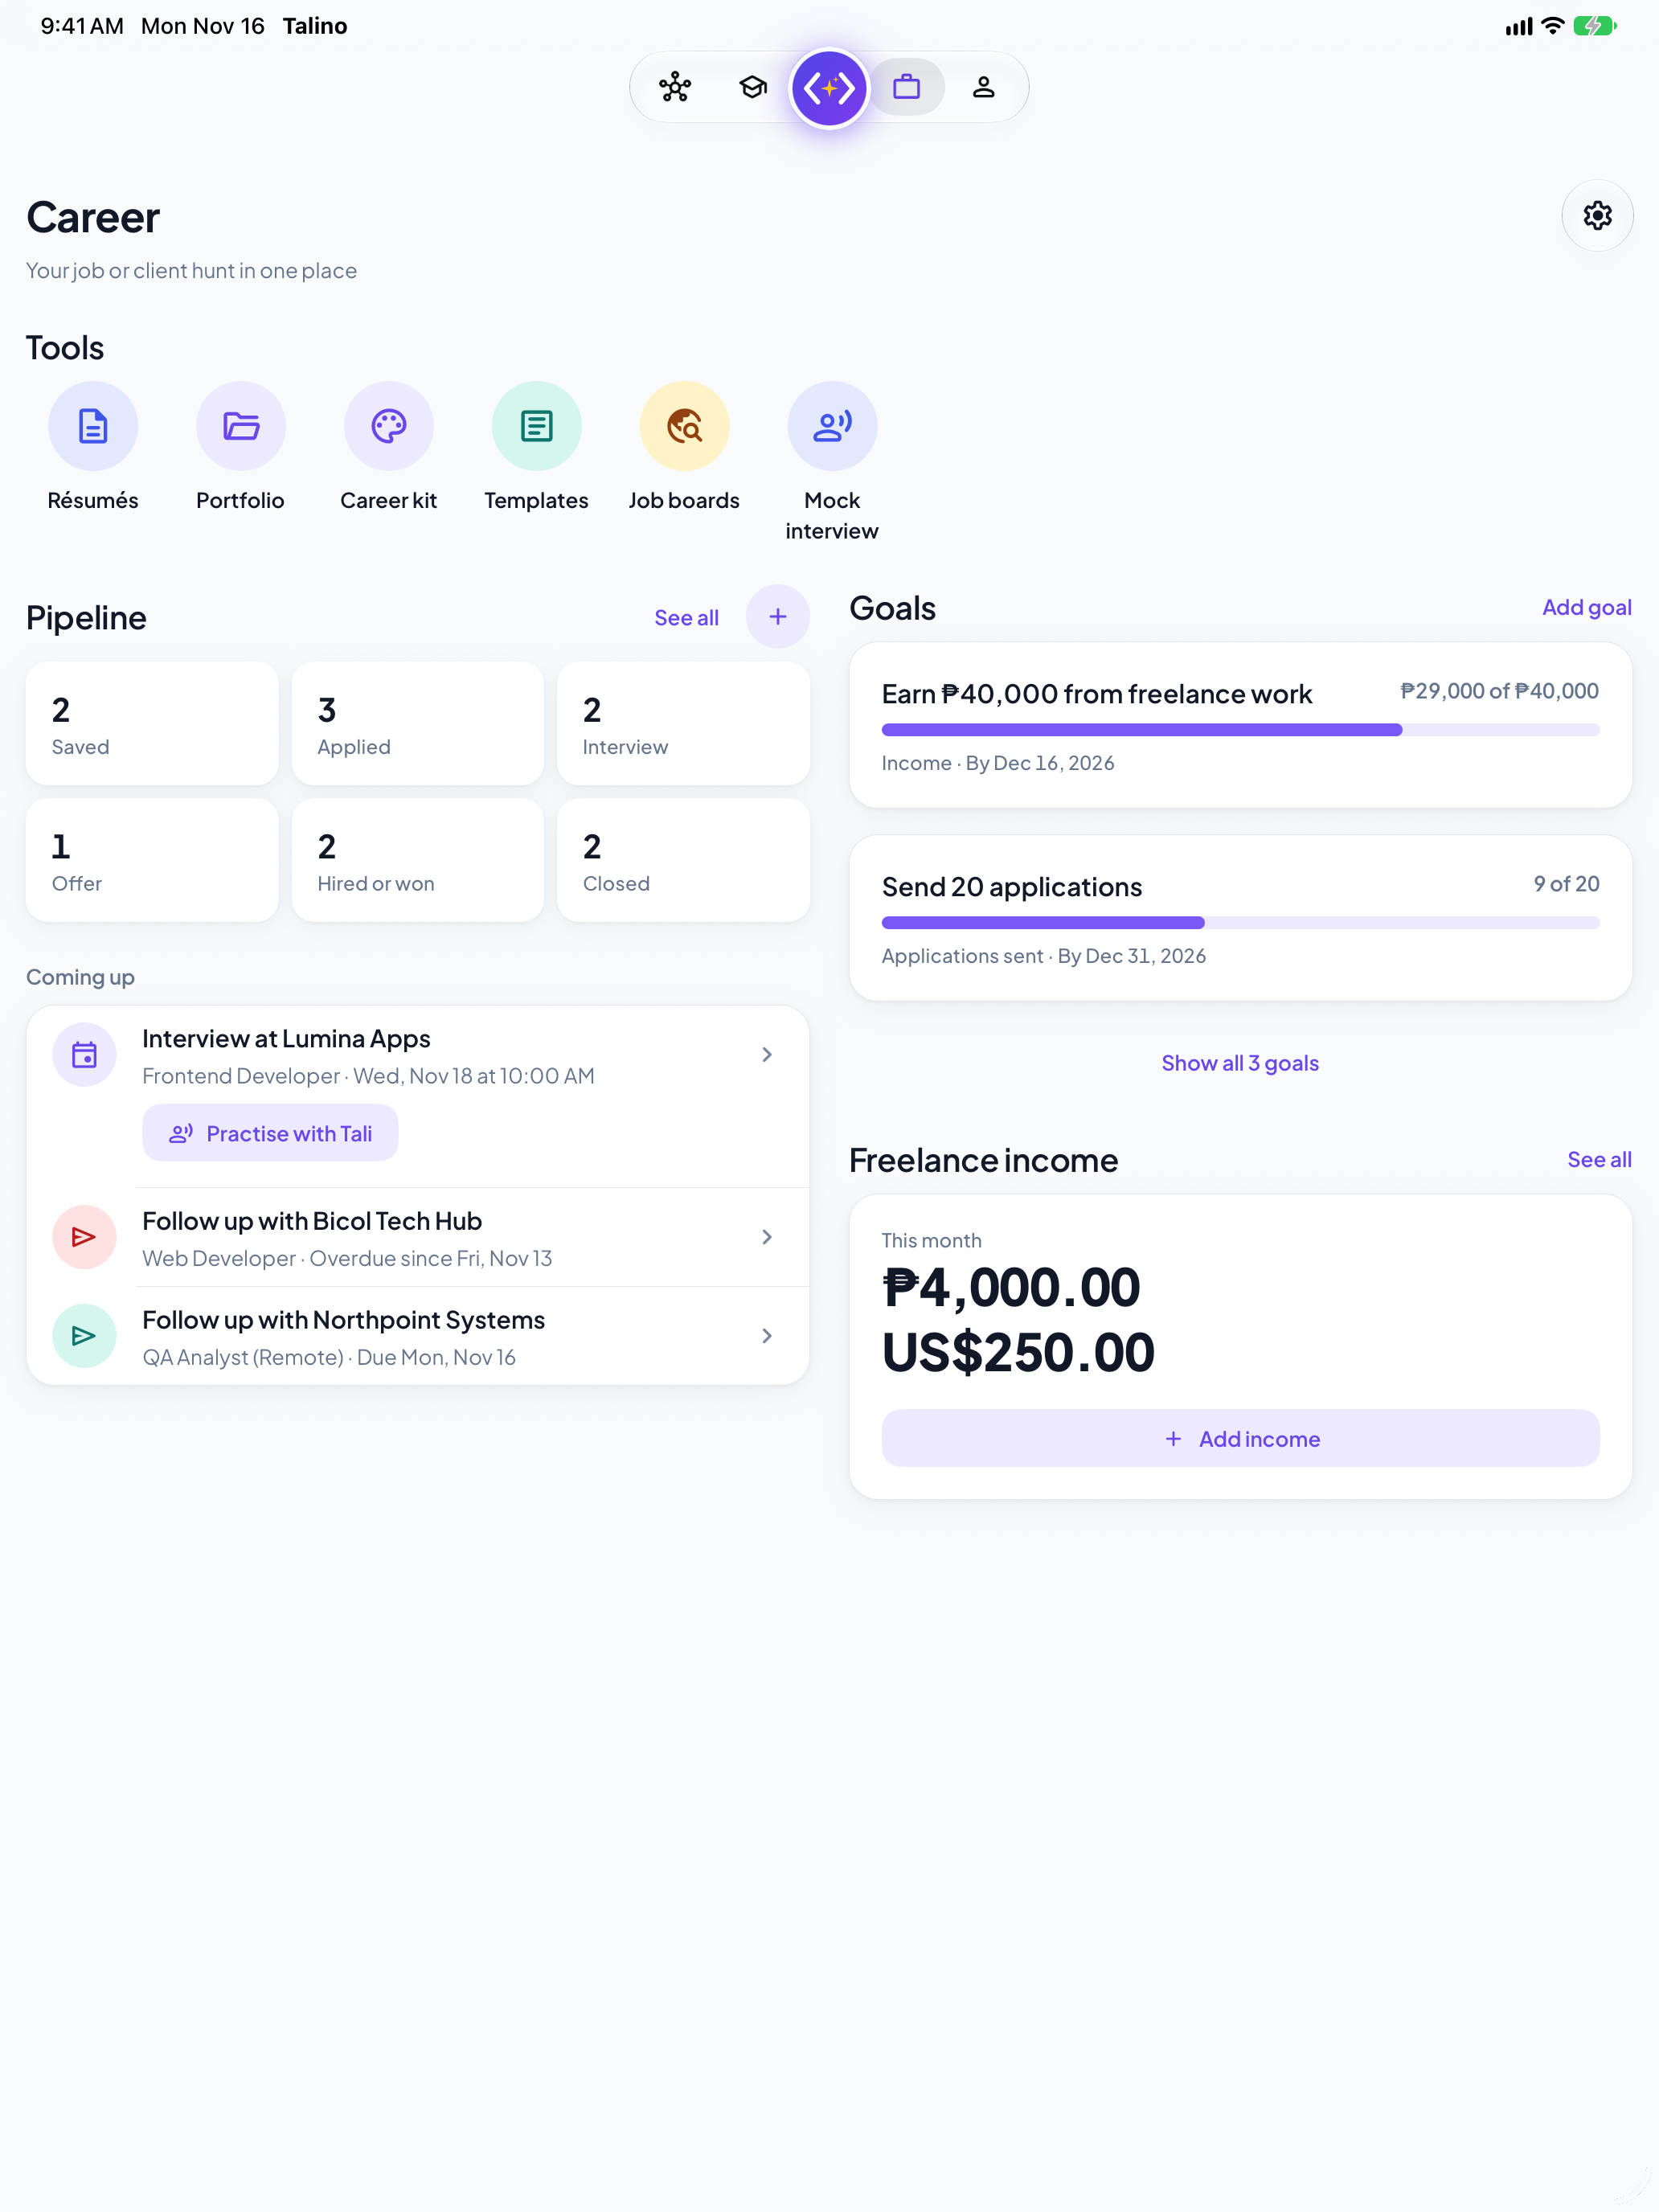 9:41 AM Mon Nov 16 Talino
Career
Your job or client hunt in one place
Tools
Résumés
Portfolio
Career kit
Templates
Job boards
Mock
interview
Pipeline
See all
2
Saved
3
Applied
2
Interview
1
Offer
2
Hired or won
2
Closed
Coming up
Interview at Lumina Apps
Frontend Developer · Wed, Nov 18 at 10:00 AM
Practise with Tali
Follow up with Bicol Tech Hub
Web Developer · Overdue since Fri, Nov 13
Follow up with Northpoint Systems
QA Analyst (Remote) · Due Mon, Nov 16
Goals
Add goal
Earn ₱40,000 from freelance work
₱29,000 of ₱40,000
Income · By Dec 16, 2026
Send 20 applications
9 of 20
Applications sent · By Dec 31, 2026
Show all 3 goals
Freelance income
See all
This month
₱4,000.00
US$250.00
+ Add income